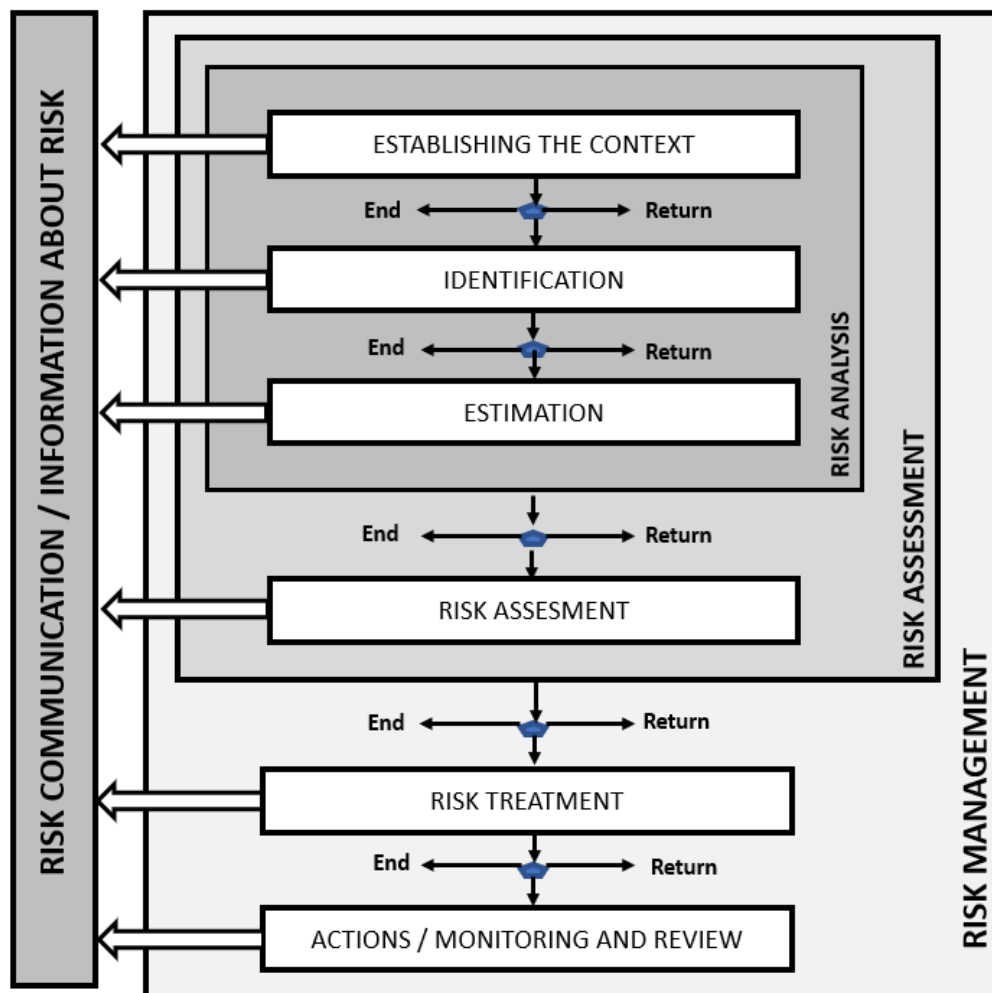 RISK COMMUNICATION / INFORMATION ABOUT RISK
ESTABLISHING THE CONTEXT
End
Return
IDENTIFICATION
End
Return
ESTIMATION
RISK ANALYSIS
End
Return
RISK ASSESMENT
RISK ASSESSMENT
End
Return
RISK TREATMENT
End
Return
ACTIONS / MONITORING AND REVIEW
RISK MANAGEMENT